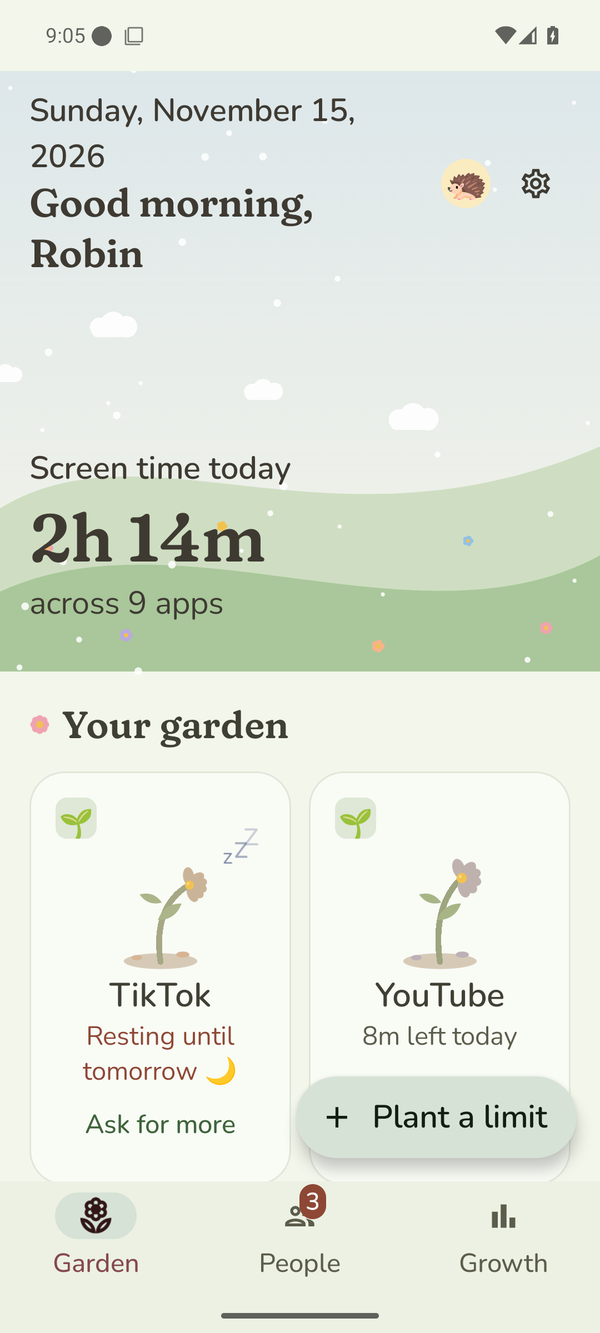 9:05
Sunday, November 15,
2026
Good morning,
Robin
Screen time today
2h 14m
across 9 apps
Your garden
zZZ
TikTok
Resting until
tomorrow 🌙
Ask for more
YouTube
8m left today
+ Plant a limit
Garden
3
People
Growth